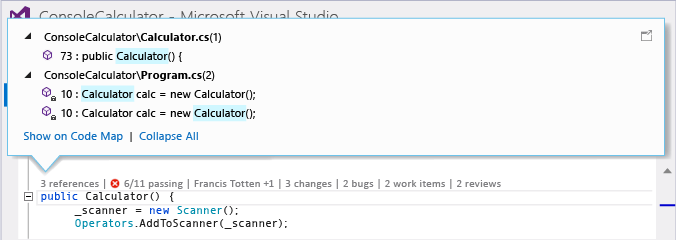 ConsoleCalculator - Microsoft Visual Studio
ConsoleCalculator\Calculator.cs(1)
73 : public Calculator() {
ConsoleCalculator\Program.cs(2)
10 : Calculator calc = new Calculator();
10 : Calculator calc = new Calculator();
Show on Code Map | Collapse All
3 references | 6/11 passing | Francis Totten +1 | 3 changes | 2 bugs | 2 work items | 2 reviews
public Calculator() {
_scanner = new Scanner();
Operators.AddToScanner(_scanner);